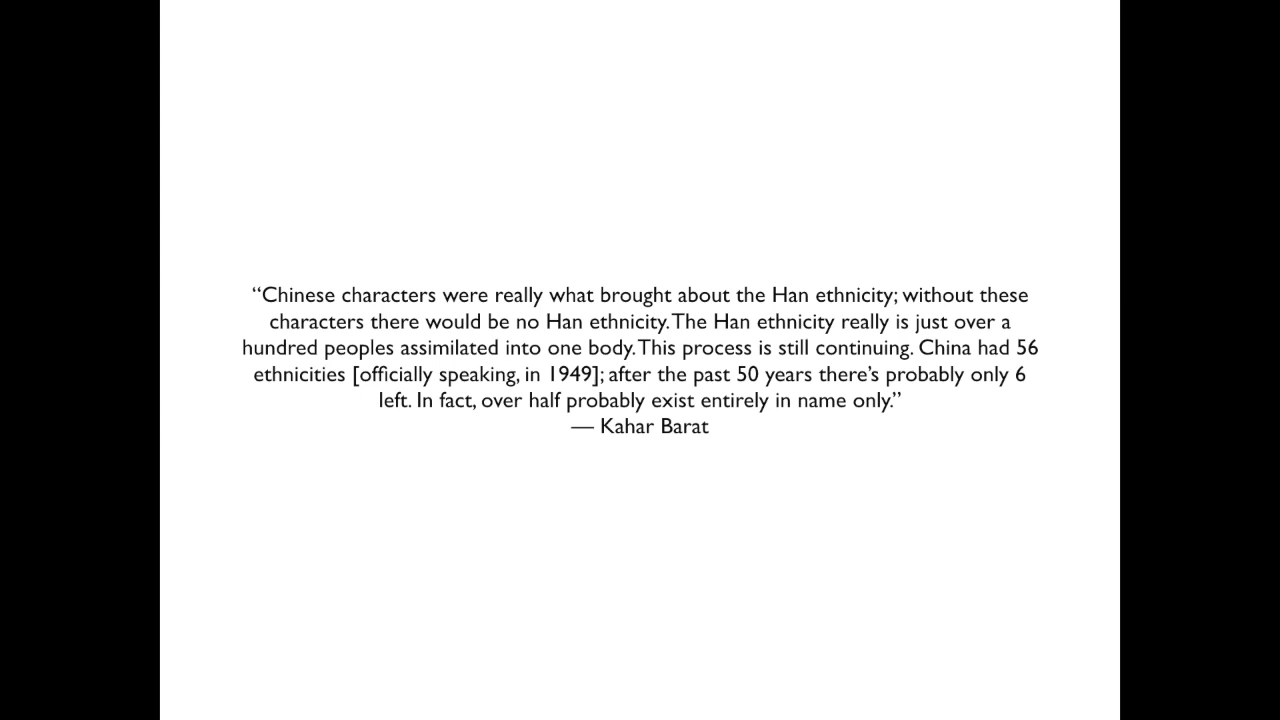 “Chinese characters were really what brought about the Han ethnicity; without these
characters there would be no Han ethnicity. The Han ethnicity really is just over a
hundred peoples assimilated into one body. This process is still continuing. China had 56
ethnicities [officially speaking, in 1949]; after the past 50 years there’s probably only 6
left. In fact, over half probably exist entirely in name only.”
— Kahar Barat